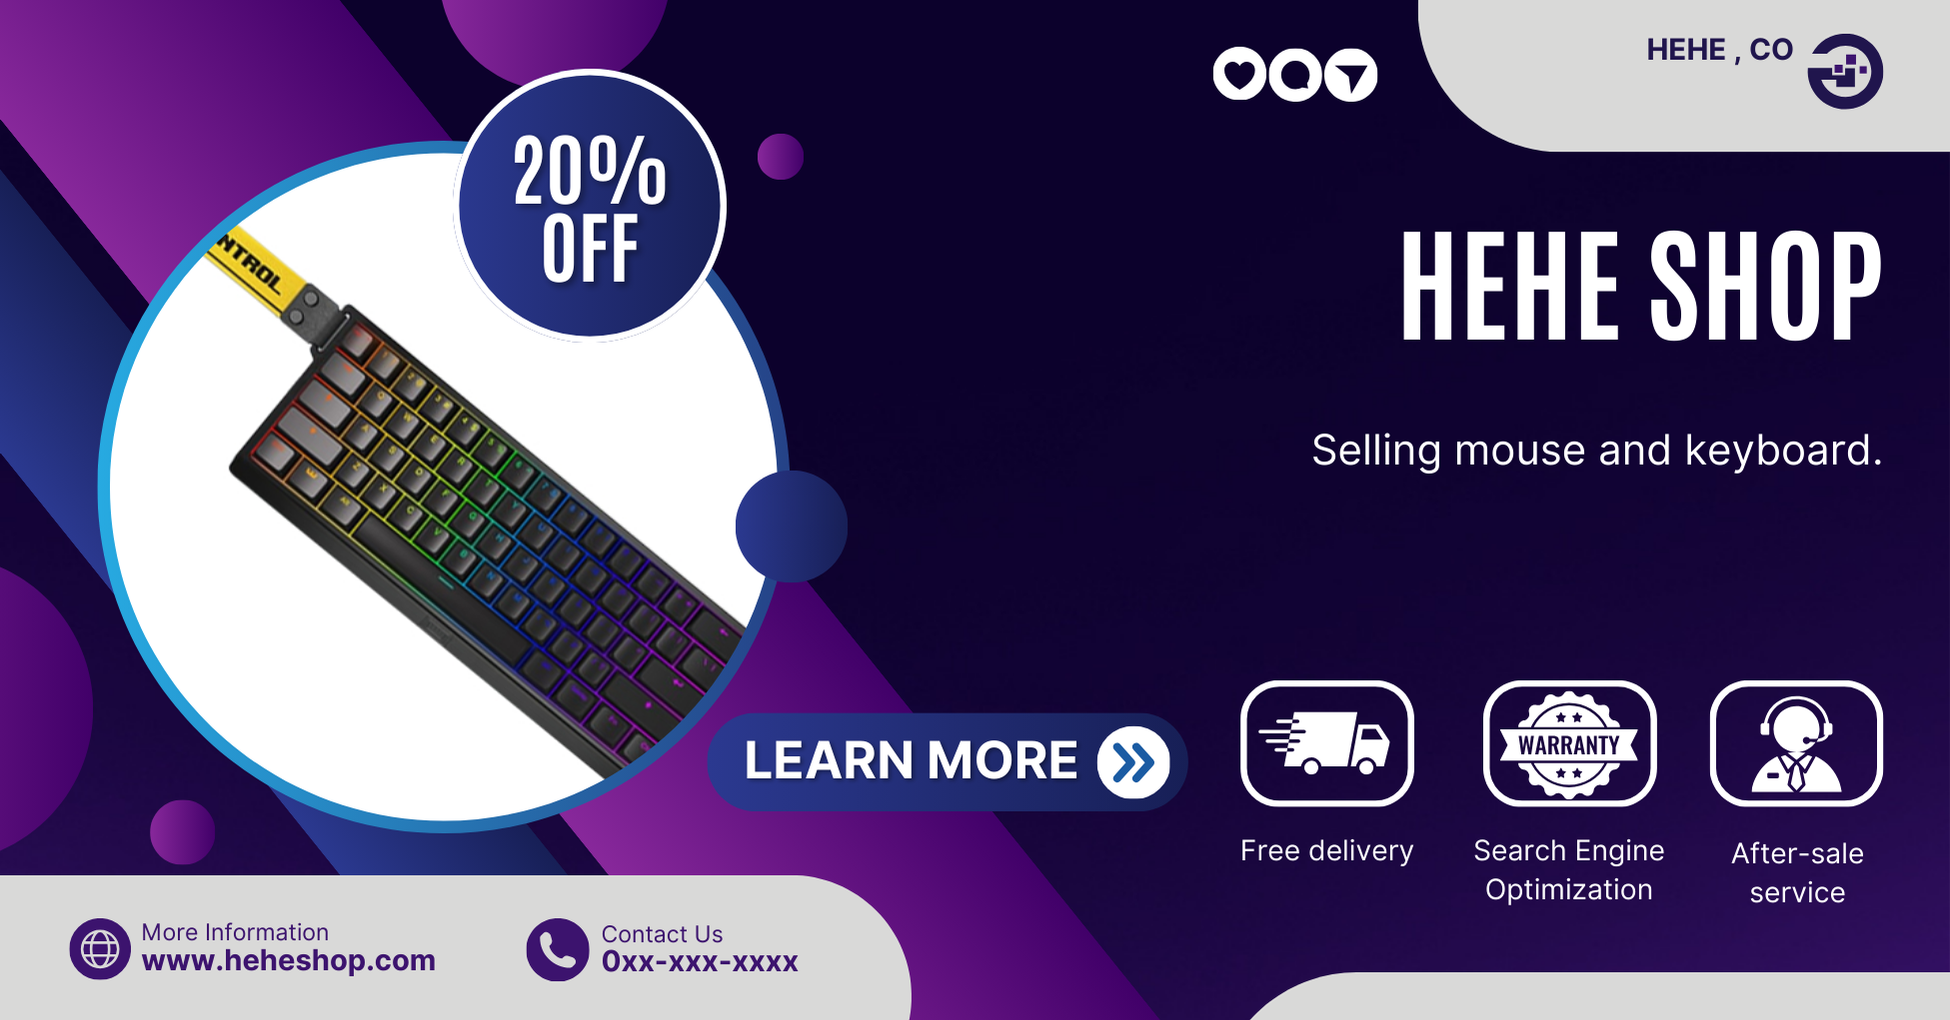 HEHE , CO
20%
OFF
NTROL
HEHE SHOP
Selling mouse and keyboard.
LEARN MORE
WARRANTY
Free delivery
Search Engine
Optimization
After-sale
service
More Information
www.heheshop.com
Contact Us
0xx-xxx-xxxx